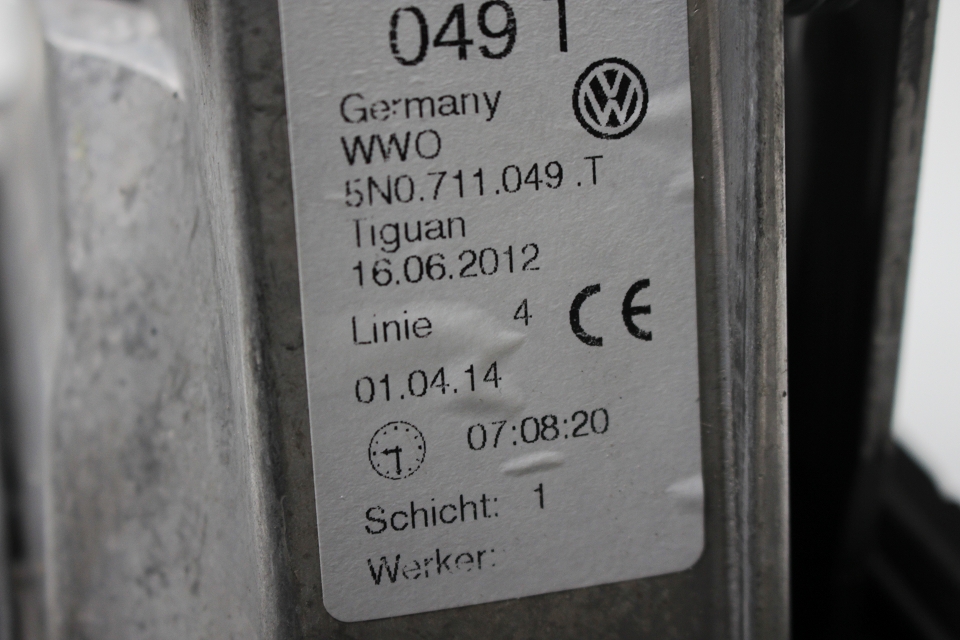 049 T
Germany
WWO
5N0.711.049 .T
Tiguan
16.06.2012
Linie 4 CE
01.04.14
07:08:20
Schicht: 1
Werker: